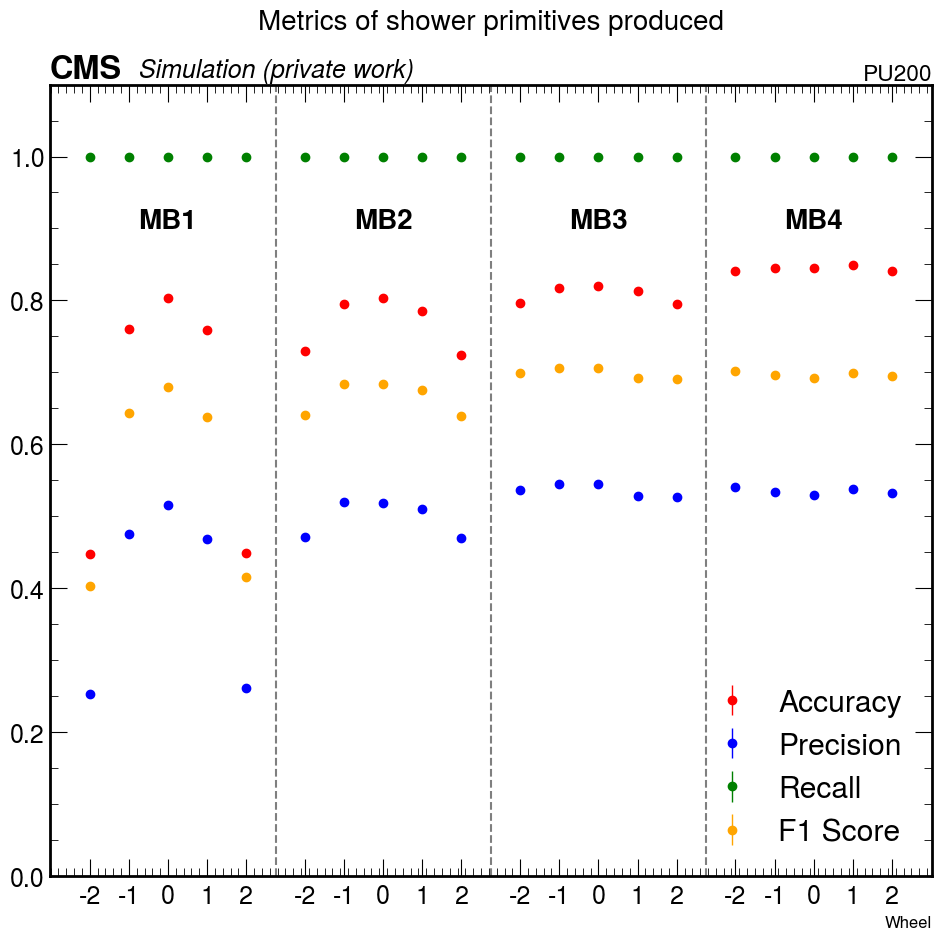 Metrics of shower primitives produced
CMS Simulation (private work) PU200
1.0
MB1 MB2 MB3 MB4
0.8
0.6
0.4
Accuracy
0.2 Precision
Recall
F1 Score
0.0
-2 -1 0 1 2 -2 -1 0 1 2 -2 -1 0 1 2 -2 -1 0 1 2
Wheel